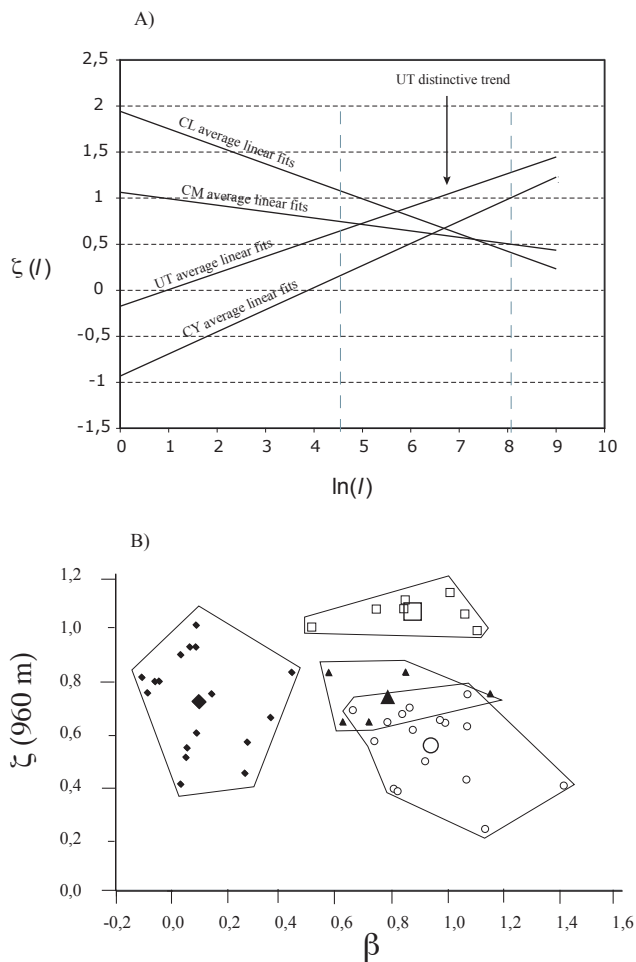 A)
2,5
UT distinctive trend
2
CL average linear fits
1,5
CM average linear fits
1
0,5
UT average linear fits
ζ (l)
0
CY average linear fits
-0,5
-1
-1,5
0 1 2 3 4 5 6 7 8 9 10
ln(l)
B)
1,2
1,0
0,8
ζ (960 m)
0,6
0,4
0,2
0,0
-0,2 0,0 0,2 0,4 0,6 0,8 1,0 1,2 1,4 1,6
β